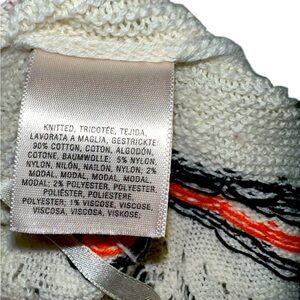 KNITTED, TRICOTÉE, TEJIDA,
LAVORATA A MAGLIA, GESTRICKTE:
90% COTTON, COTON, ALGODÓN,
COTONE, BAUMWOLLE; 5% NYLON,
NYLON, NILÓN, NAILON, NYLON; 2%
MODAL, MODAL, MODAL, MODAL,
MODAL; 2% POLYESTER, POLYESTER,
POLIÉSTER, POLIESTERE,
POLYESTER; 1% VISCOSE, VISCOSE,
VISCOSA, VISCOSA, VISKOSE.